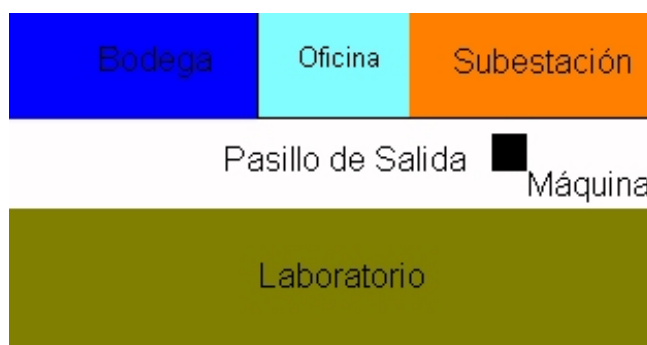 Bodega
Oficina
Subestación
Pasillo de Salida
Máquina
Laboratorio